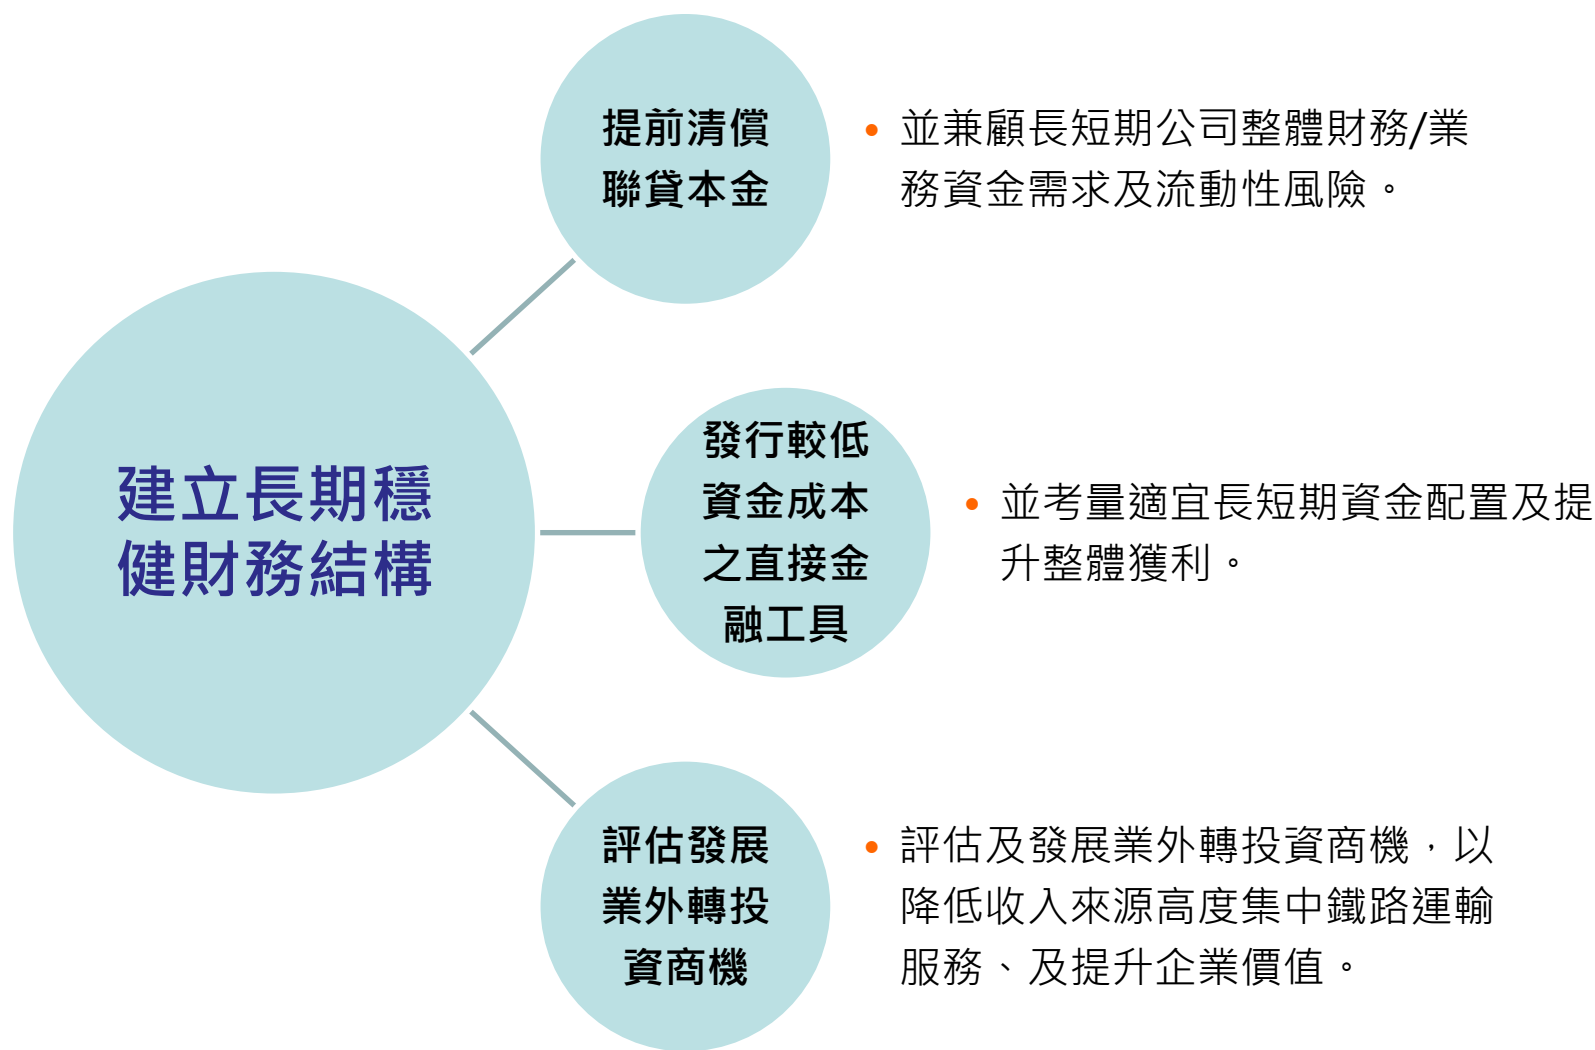 提前清償
聯貸本金
• 並兼顧長短期公司整體財務/業
務資金需求及流動性風險。
建立長期穩
健財務結構
發行較低
資金成本
之直接金
融工具
• 並考量適宜長短期資金配置及提
升整體獲利。
評估發展
業外轉投
資商機
• 評估及發展業外轉投資商機，以
降低收入來源高度集中鐵路運輸
服務、及提升企業價值。